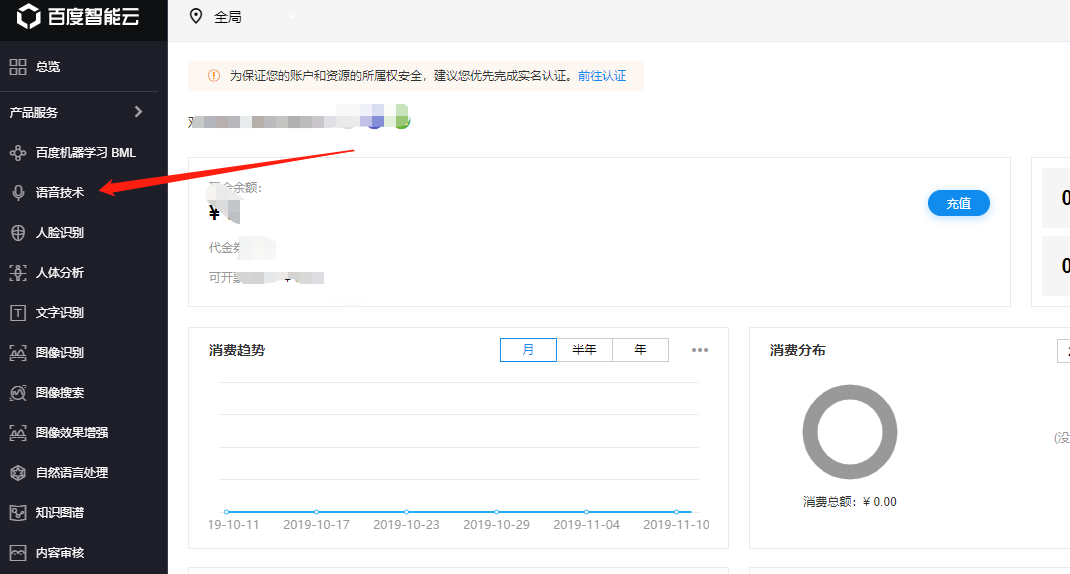 百度智能云
全局
总览
产品服务
百度机器学习 BML
语音技术
人脸识别
人体分析
文字识别
图像识别
图像搜索
图像效果增强
自然语言处理
知识图谱
内容审核
为保证您的账户和资源的所属权安全，建议您优先完成实名认证。前往认证
金余额：
¥
充值
代金
可开
¥
消费趋势
月
半年
年
19-10-11
2019-10-17
2019-10-23
2019-10-29
2019-11-04
2019-11-10
消费分布
(没
消费总额：¥ 0.00
0
0